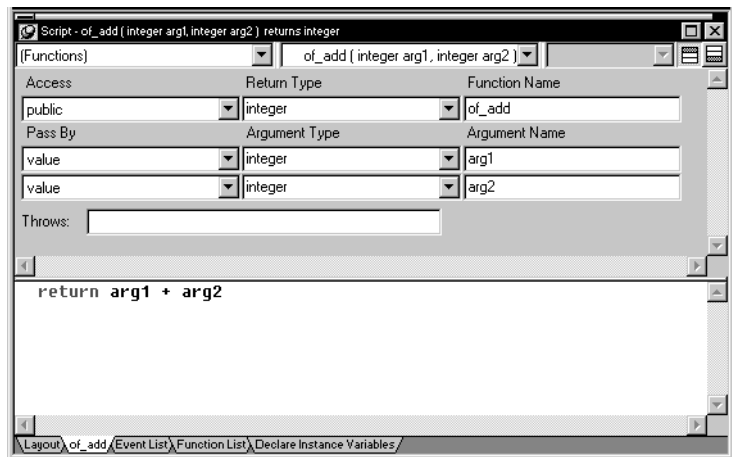 Script - of_add ( integer arg1, integer arg2 ) returns integer
(Functions) of_add ( integer arg1, integer arg2 )
Access Return Type Function Name
public integer of_add
Pass By Argument Type Argument Name
value integer arg1
value integer arg2
Throws:
return arg1 + arg2
Layout of_add Event List Function List Declare Instance Variables